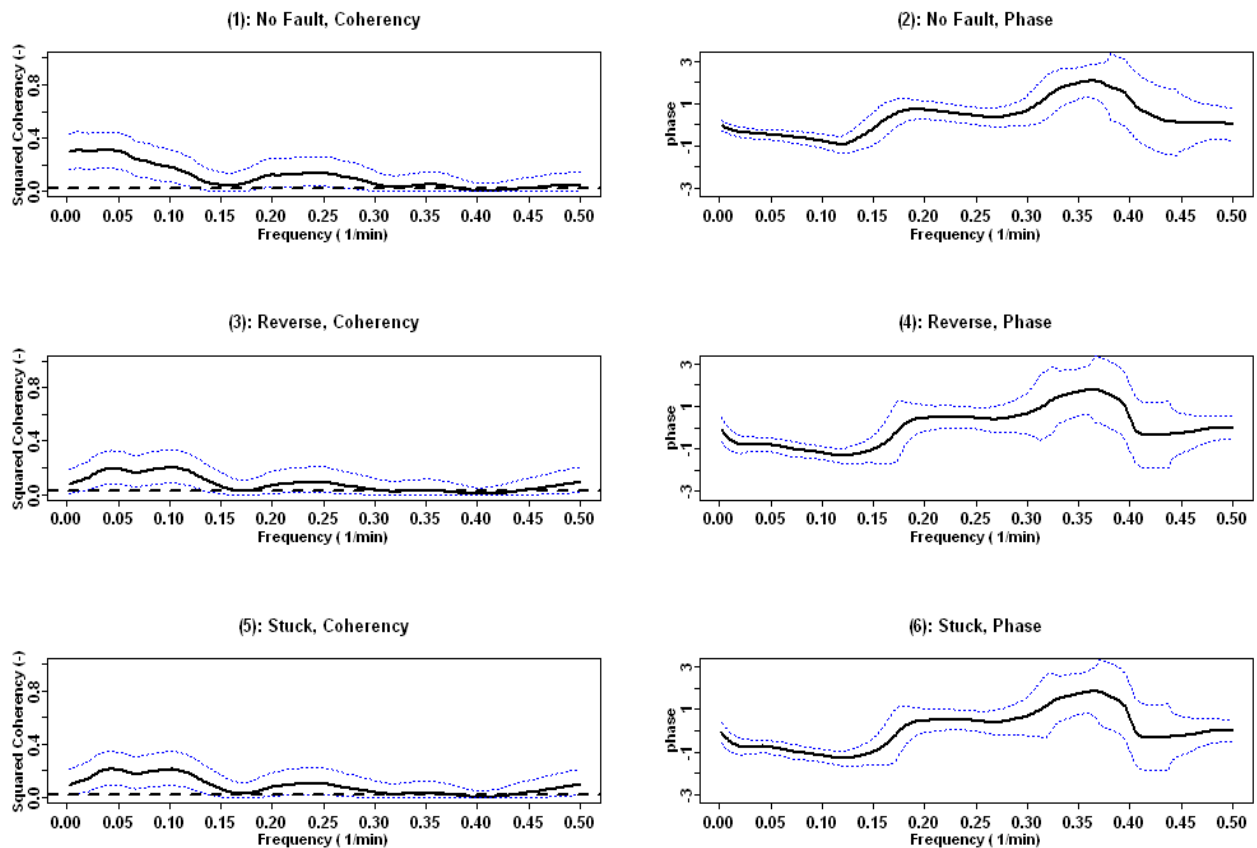 (1): No Fault, Coherency
Squared Coherency (-)
0.0 0.4 0.8
0.00 0.05 0.10 0.15 0.20 0.25 0.30 0.35 0.40 0.45 0.50
Frequency ( 1/min)
(2): No Fault, Phase
phase
-3 -1 1 3
0.00 0.05 0.10 0.15 0.20 0.25 0.30 0.35 0.40 0.45 0.50
Frequency ( 1/min)
(3): Reverse, Coherency
Squared Coherency (-)
0.0 0.4 0.8
0.00 0.05 0.10 0.15 0.20 0.25 0.30 0.35 0.40 0.45 0.50
Frequency ( 1/min)
(4): Reverse, Phase
phase
-3 -1 1 3
0.00 0.05 0.10 0.15 0.20 0.25 0.30 0.35 0.40 0.45 0.50
Frequency ( 1/min)
(5): Stuck, Coherency
Squared Coherency (-)
0.0 0.4 0.8
0.00 0.05 0.10 0.15 0.20 0.25 0.30 0.35 0.40 0.45 0.50
Frequency ( 1/min)
(6): Stuck, Phase
phase
-3 -1 1 3
0.00 0.05 0.10 0.15 0.20 0.25 0.30 0.35 0.40 0.45 0.50
Frequency ( 1/min)